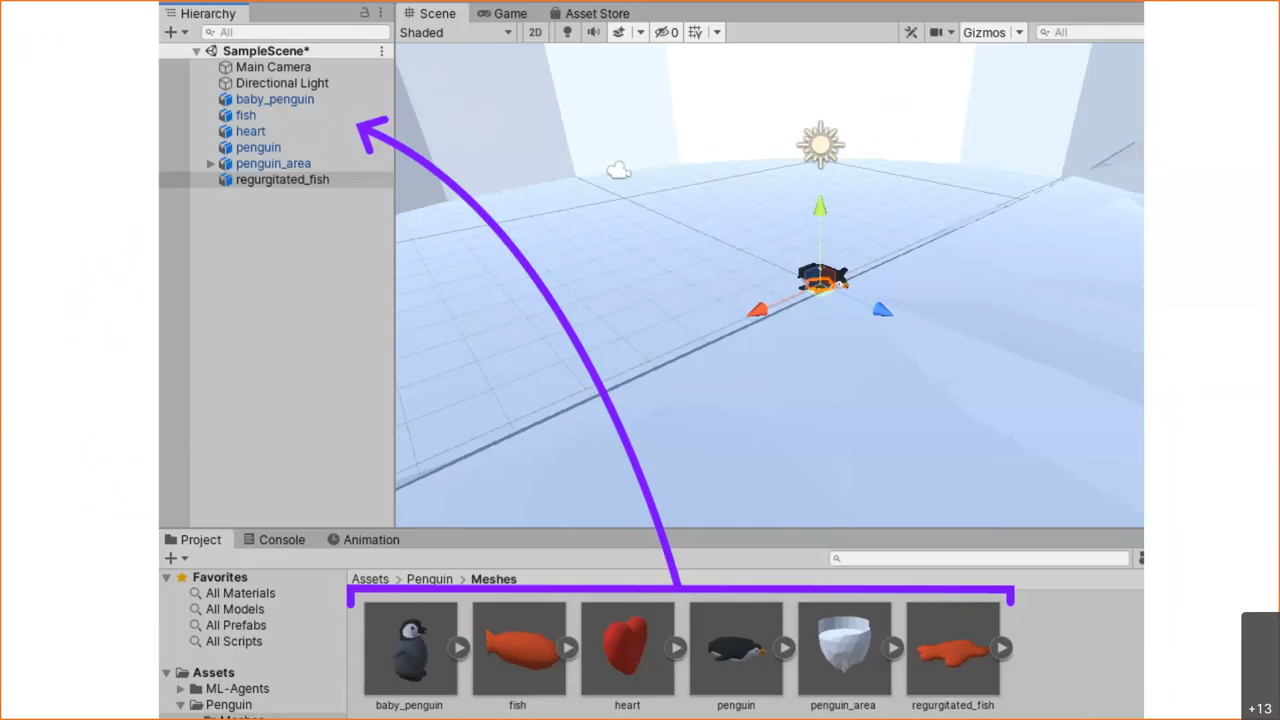 Hierarchy
Scene
Game
Asset Store
All
Shaded
2D
0
Gizmos
All
SampleScene*
Main Camera
Directional Light
baby_penguin
fish
heart
penguin
penguin_area
regurgitated_fish
Project
Console
Animation
Favorites
All Materials
All Models
All Prefabs
All Scripts
Assets
ML-Agents
Penguin
Assets > Penguin > Meshes
baby_penguin
fish
heart
penguin
penguin_area
regurgitated_fish
+13